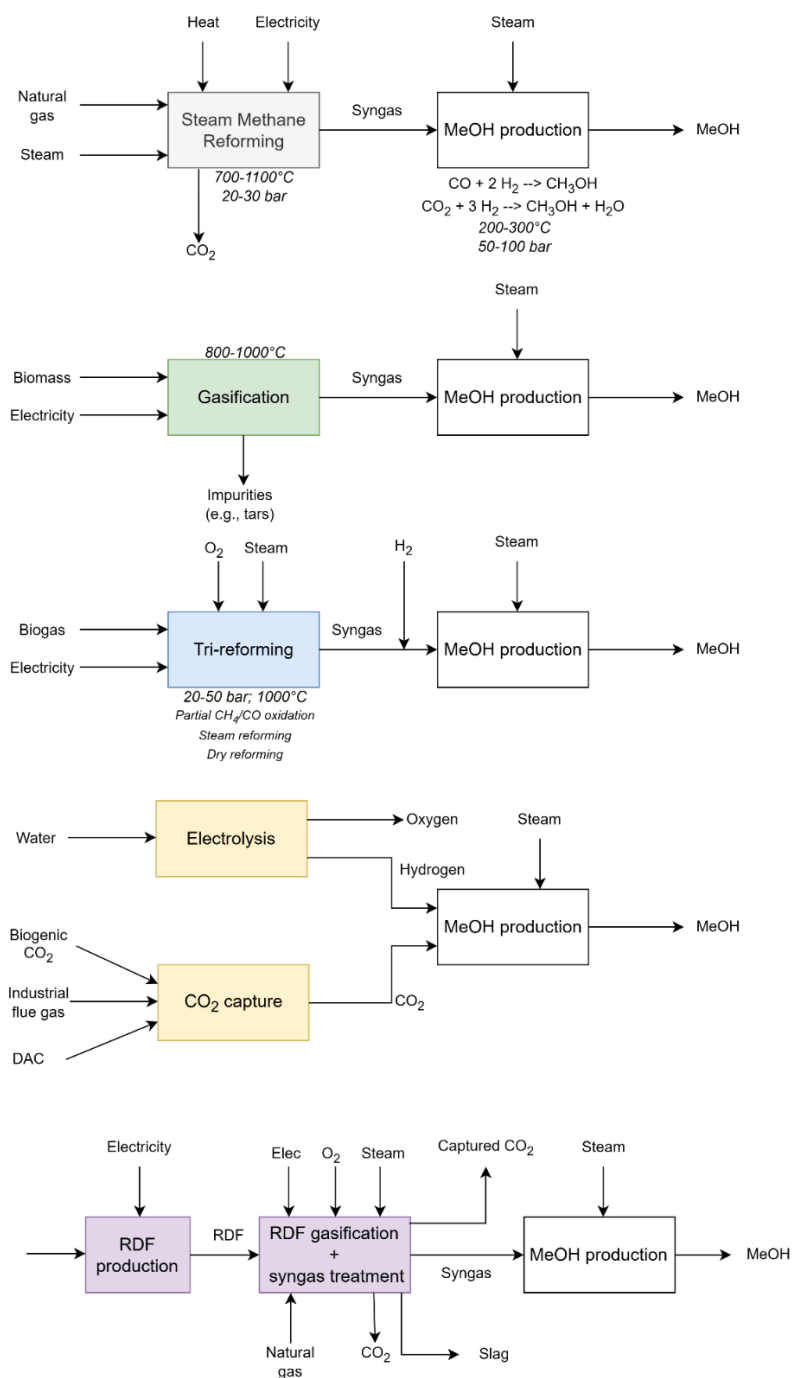 Heat
Electricity
Steam
Natural
gas
Steam
Steam Methane
Reforming
Syngas
MeOH production
MeOH
700-1100°C
20-30 bar
CO + 2 H₂ --> CH₃OH
CO₂ + 3 H₂ --> CH₃OH + H₂O
200-300°C
50-100 bar
CO₂
Steam
800-1000°C
Biomass
Electricity
Gasification
Syngas
MeOH production
MeOH
Impurities
(e.g., tars)
O₂
Steam
H₂
Steam
Biogas
Electricity
Tri-reforming
Syngas
MeOH production
MeOH
20-50 bar; 1000°C
Partial CH₄/CO oxidation
Steam reforming
Dry reforming
Water
Electrolysis
Oxygen
Hydrogen
Steam
MeOH production
MeOH
Biogenic
CO₂
Industrial
flue gas
DAC
CO₂ capture
CO₂
Electricity
Elec
O₂
Steam
Captured CO₂
Steam
RDF
production
RDF
RDF gasification
+
syngas treatment
Syngas
MeOH production
MeOH
Natural
gas
CO₂
Slag